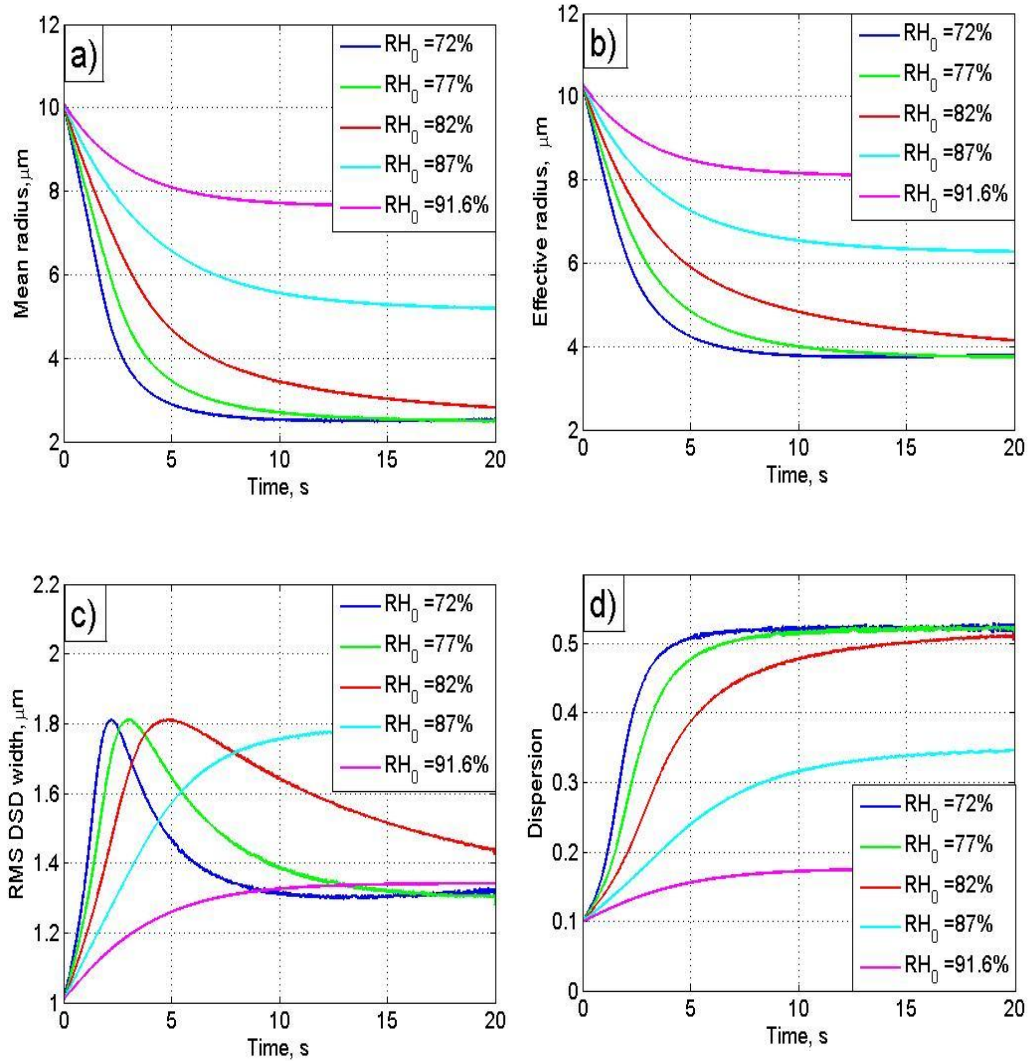 a)
12
10
8
6
4
2
Mean radius, μm
0 5 10 15 20
Time, s
RH0 =72%
RH0 =77%
RH0 =82%
RH0 =87%
RH0 =91.6%
b)
12
10
8
6
4
2
Effective radius, μm
0 5 10 15 20
Time, s
RH0 =72%
RH0 =77%
RH0 =82%
RH0 =87%
RH0 =91.6%
c)
2.2
2
1.8
1.6
1.4
1.2
1
RMS DSD width, μm
0 5 10 15 20
Time, s
RH0 =72%
RH0 =77%
RH0 =82%
RH0 =87%
RH0 =91.6%
d)
0.5
0.4
0.3
0.2
0.1
0
Dispersion
0 5 10 15 20
Time, s
RH0 =72%
RH0 =77%
RH0 =82%
RH0 =87%
RH0 =91.6%